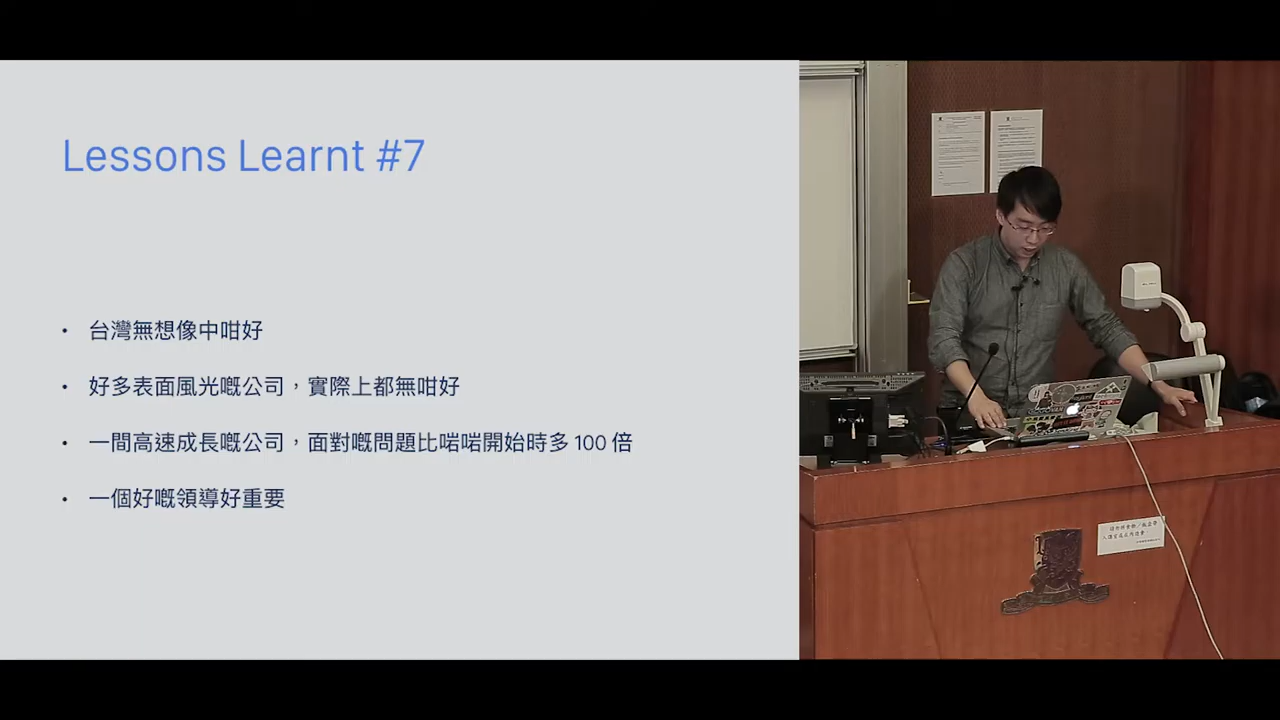 Lessons Learnt #7
• 台灣無想像中咁好
• 好多表面風光嘅公司，實際上都無咁好
• 一間高速成長嘅公司，面對嘅問題比啱啱開始時多 100 倍
• 一個好嘅領導好重要